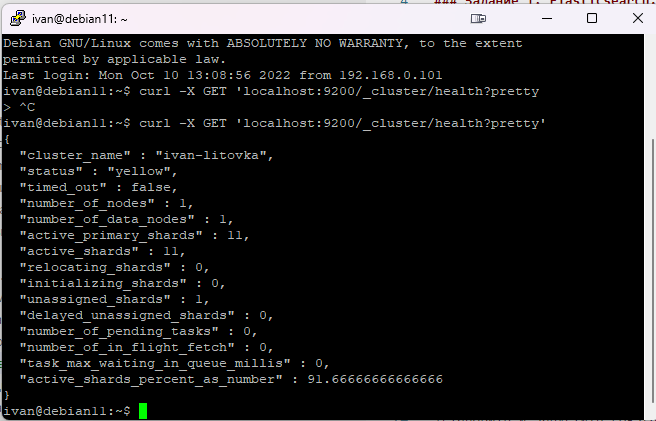 4 ### Задание 1. Elasticsearch.
ivan@debian11: ~
Debian GNU/Linux comes with ABSOLUTELY NO WARRANTY, to the extent
permitted by applicable law.
Last login: Mon Oct 10 13:08:56 2022 from 192.168.0.101
ivan@debian11:~$ curl -X GET 'localhost:9200/_cluster/health?pretty
> ^C
ivan@debian11:~$ curl -X GET 'localhost:9200/_cluster/health?pretty'
{
  "cluster_name" : "ivan-litovka",
  "status" : "yellow",
  "timed_out" : false,
  "number_of_nodes" : 1,
  "number_of_data_nodes" : 1,
  "active_primary_shards" : 11,
  "active_shards" : 11,
  "relocating_shards" : 0,
  "initializing_shards" : 0,
  "unassigned_shards" : 1,
  "delayed_unassigned_shards" : 0,
  "number_of_pending_tasks" : 0,
  "number_of_in_flight_fetch" : 0,
  "task_max_waiting_in_queue_millis" : 0,
  "active_shards_percent_as_number" : 91.66666666666666
}
ivan@debian11:~$